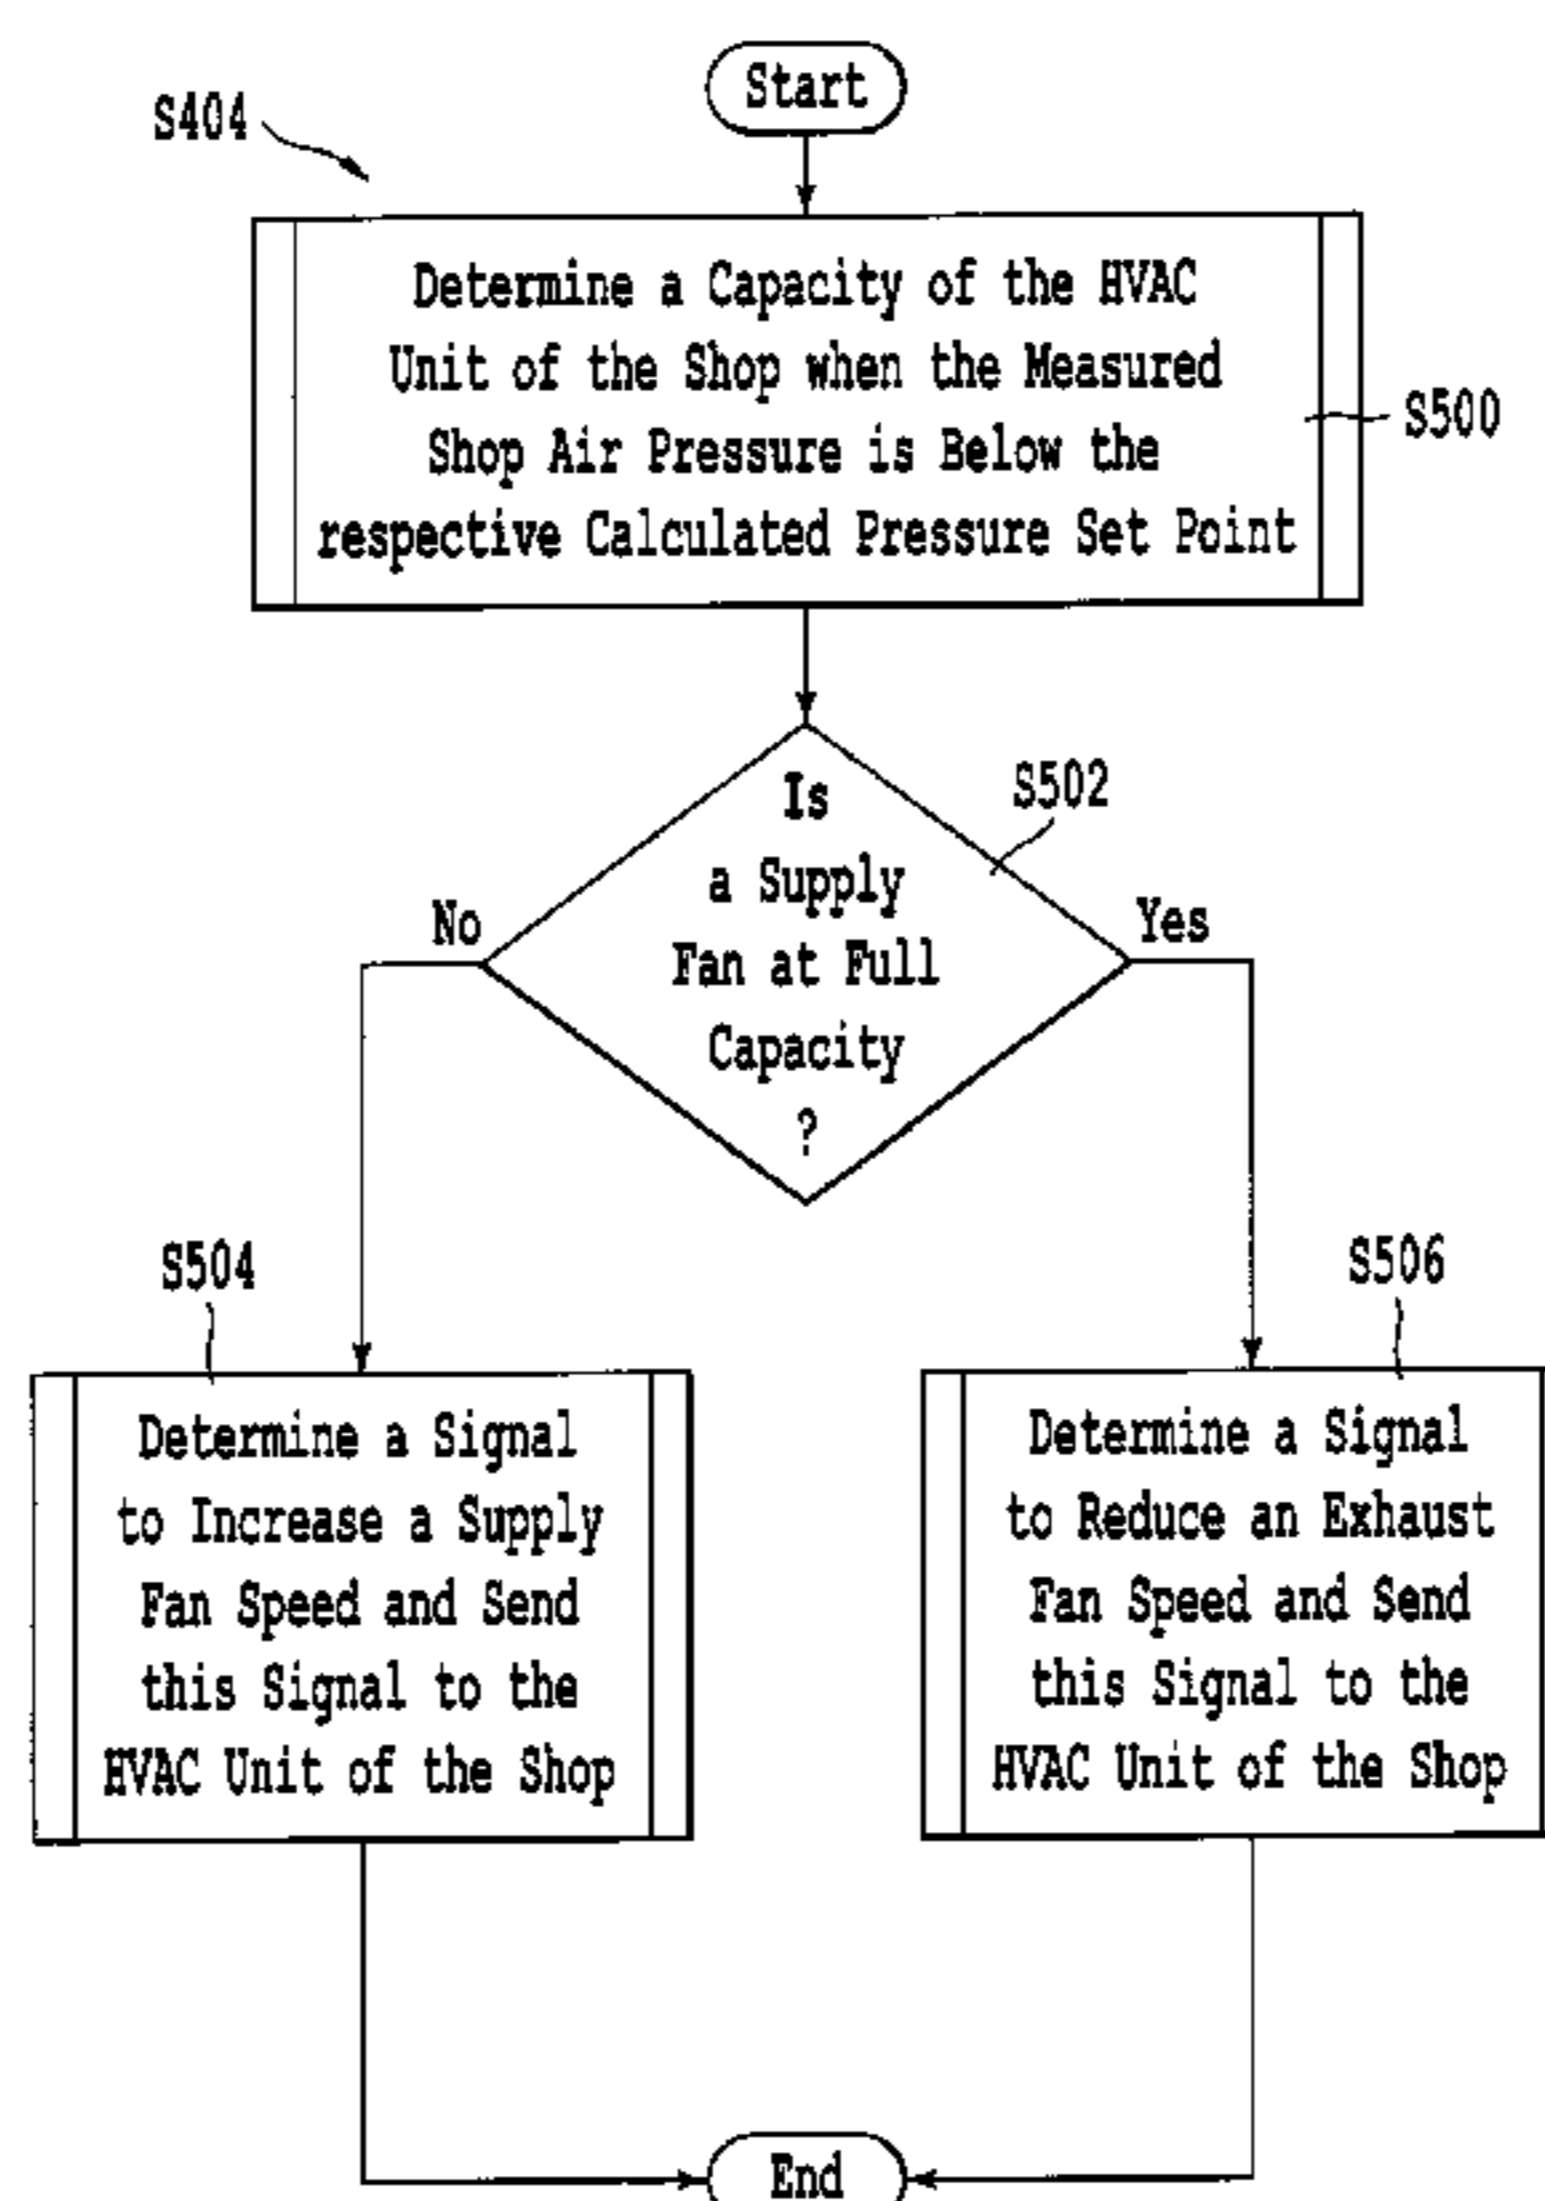 Start
S404
Determine a Capacity of the HVAC
Unit of the Shop when the Measured
Shop Air Pressure is Below the
respective Calculated Pressure Set Point
S500
Is
a Supply
Fan at Full
Capacity
?
S502
No
Yes
S504
Determine a Signal
to Increase a Supply
Fan Speed and Send
this Signal to the
HVAC Unit of the Shop
S506
Determine a Signal
to Reduce an Exhaust
Fan Speed and Send
this Signal to the
HVAC Unit of the Shop
End